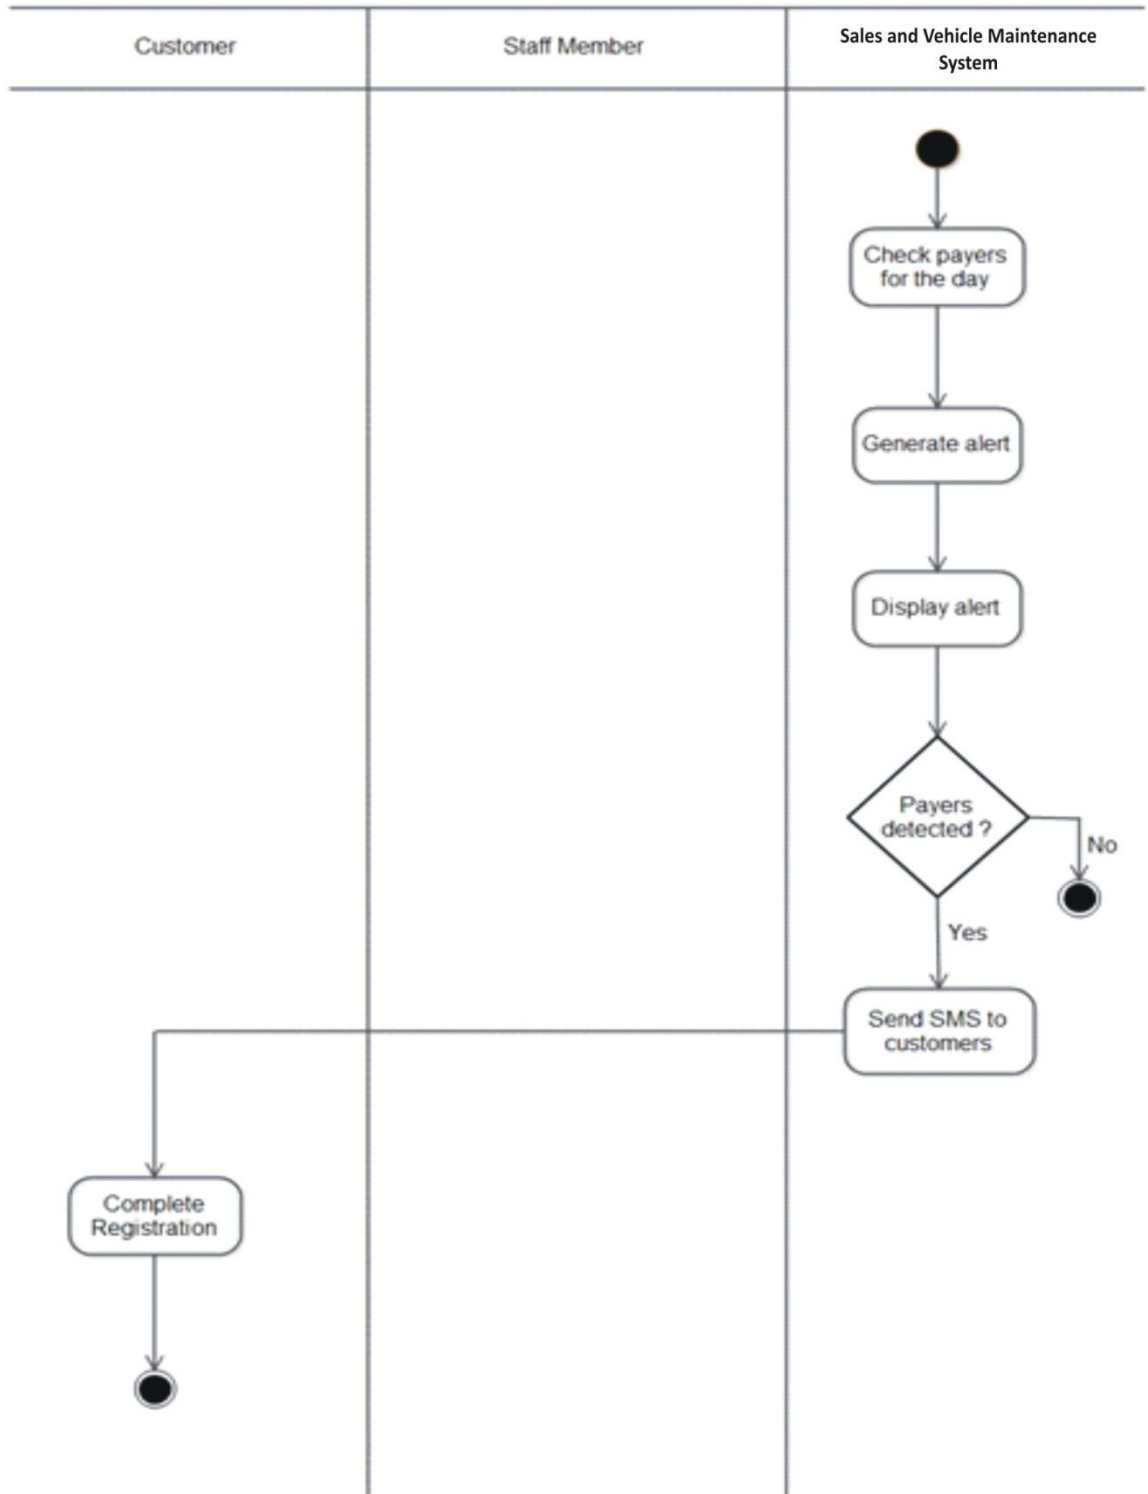 Customer
Staff Member
Sales and Vehicle Maintenance
System
Check payers
for the day
Generate alert
Display alert
Payers
detected ?
No
Yes
Send SMS to
customers
Complete
Registration